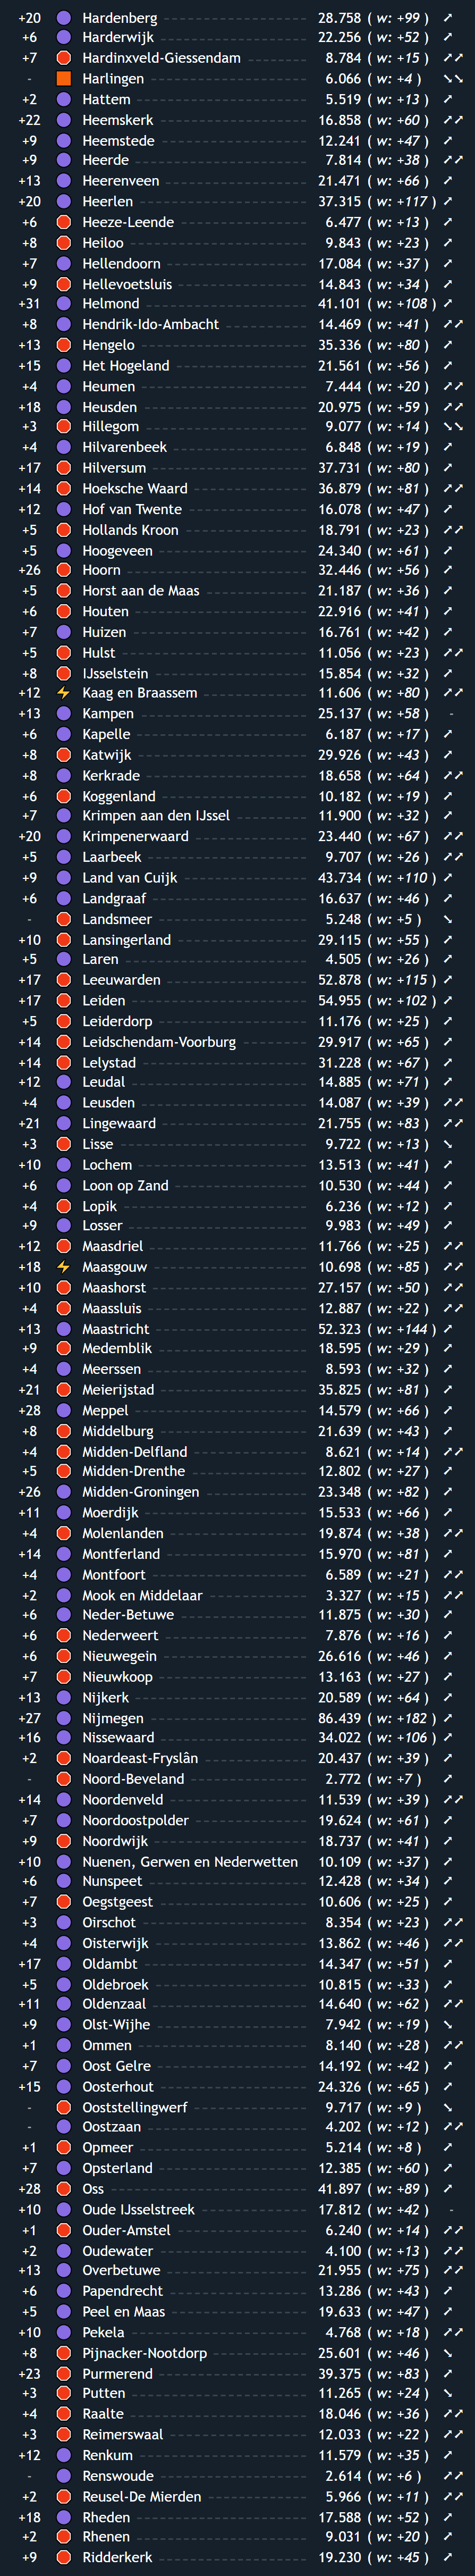 +20 Hardenberg 28.758 ( w: +99 ) ↗
+6 Harderwijk 22.256 ( w: +52 ) ↗
+7 Hardinxveld-Giessendam 8.784 ( w: +15 ) ↗↗
- Harlingen 6.066 ( w: +4 ) ↘↘
+2 Hattem 5.519 ( w: +13 ) ↗
+22 Heemskerk 16.858 ( w: +60 ) ↗↗
+9 Heemstede 12.241 ( w: +47 ) ↗
+9 Heerde 7.814 ( w: +38 ) ↗↗
+13 Heerenveen 21.471 ( w: +66 ) ↗
+20 Heerlen 37.315 ( w: +117 ) ↗
+6 Heeze-Leende 6.477 ( w: +13 ) ↗
+8 Heiloo 9.843 ( w: +23 ) ↗
+7 Hellendoorn 17.084 ( w: +37 ) ↗
+9 Hellevoetsluis 14.843 ( w: +34 ) ↗
+31 Helmond 41.101 ( w: +108 ) ↗
+8 Hendrik-Ido-Ambacht 14.469 ( w: +41 ) ↗↗
+13 Hengelo 35.336 ( w: +80 ) ↗
+15 Het Hogeland 21.561 ( w: +56 ) ↗
+4 Heumen 7.444 ( w: +20 ) ↗↗
+18 Heusden 20.975 ( w: +59 ) ↗↗
+3 Hillegom 9.077 ( w: +14 ) ↘↘
+4 Hilvarenbeek 6.848 ( w: +19 ) ↗
+17 Hilversum 37.731 ( w: +80 ) ↗
+14 Hoeksche Waard 36.879 ( w: +81 ) ↗↗
+12 Hof van Twente 16.078 ( w: +47 ) ↗
+5 Hollands Kroon 18.791 ( w: +23 ) ↗↗
+5 Hoogeveen 24.340 ( w: +61 ) ↗
+26 Hoorn 32.446 ( w: +56 ) ↗
+5 Horst aan de Maas 21.187 ( w: +36 ) ↗
+6 Houten 22.916 ( w: +41 ) ↗
+7 Huizen 16.761 ( w: +42 ) ↗
+5 Hulst 11.056 ( w: +23 ) ↗↗
+8 IJsselstein 15.854 ( w: +32 ) ↗
+12 Kaag en Braassem 11.606 ( w: +80 ) ↗↗
+13 Kampen 25.137 ( w: +58 ) -
+6 Kapelle 6.187 ( w: +17 ) ↗
+8 Katwijk 29.926 ( w: +43 ) ↗
+8 Kerkrade 18.658 ( w: +64 ) ↗↗
+6 Koggenland 10.182 ( w: +19 ) ↗
+7 Krimpen aan den IJssel 11.900 ( w: +32 ) ↗
+20 Krimpenerwaard 23.440 ( w: +67 ) ↗↗
+5 Laarbeek 9.707 ( w: +26 ) ↗↗
+9 Land van Cuijk 43.734 ( w: +110 ) ↗
+6 Landgraaf 16.637 ( w: +46 ) ↗
- Landsmeer 5.248 ( w: +5 ) ↘
+10 Lansingerland 29.115 ( w: +55 ) ↗
+5 Laren 4.505 ( w: +26 ) ↗
+17 Leeuwarden 52.878 ( w: +115 ) ↗
+17 Leiden 54.955 ( w: +102 ) ↗
+5 Leiderdorp 11.176 ( w: +25 ) ↗
+14 Leidschendam-Voorburg 29.917 ( w: +65 ) ↗
+14 Lelystad 31.228 ( w: +67 ) ↗
+12 Leudal 14.885 ( w: +71 ) ↗
+4 Leusden 14.087 ( w: +39 ) ↗↗
+21 Lingewaard 21.755 ( w: +83 ) ↗↗
+3 Lisse 9.722 ( w: +13 ) ↘
+10 Lochem 13.513 ( w: +41 ) ↗
+6 Loon op Zand 10.530 ( w: +44 ) ↗
+4 Lopik 6.236 ( w: +12 ) ↗
+9 Losser 9.983 ( w: +49 ) ↗
+12 Maasdriel 11.766 ( w: +25 ) ↗↗
+18 Maasgouw 10.698 ( w: +85 ) ↗↗
+10 Maashorst 27.157 ( w: +50 ) ↗↗
+4 Maassluis 12.887 ( w: +22 ) ↗↗
+13 Maastricht 52.323 ( w: +144 ) ↗
+9 Medemblik 18.595 ( w: +29 ) ↗
+4 Meerssen 8.593 ( w: +32 ) ↗
+21 Meierijstad 35.825 ( w: +81 ) ↗
+28 Meppel 14.579 ( w: +66 ) ↗
+8 Middelburg 21.639 ( w: +43 ) ↗
+4 Midden-Delfland 8.621 ( w: +14 ) ↗↗
+5 Midden-Drenthe 12.802 ( w: +27 ) ↗
+26 Midden-Groningen 23.348 ( w: +82 ) ↗
+11 Moerdijk 15.533 ( w: +66 ) ↗
+4 Molenlanden 19.874 ( w: +38 ) ↗↗
+14 Montferland 15.970 ( w: +81 ) ↗
+4 Montfoort 6.589 ( w: +21 ) ↗↗
+2 Mook en Middelaar 3.327 ( w: +15 ) ↗↗
+6 Neder-Betuwe 11.875 ( w: +30 ) ↗
+6 Nederweert 7.876 ( w: +16 ) ↗
+6 Nieuwegein 26.616 ( w: +46 ) ↗
+7 Nieuwkoop 13.163 ( w: +27 ) ↗
+13 Nijkerk 20.589 ( w: +64 ) ↗
+27 Nijmegen 86.439 ( w: +182 ) ↗
+16 Nissewaard 34.022 ( w: +106 ) ↗
+2 Noardeast-Fryslân 20.437 ( w: +39 ) ↗
- Noord-Beveland 2.772 ( w: +7 ) ↗
+14 Noordenveld 11.539 ( w: +39 ) ↗↗
+7 Noordoostpolder 19.624 ( w: +61 ) ↗
+9 Noordwijk 18.737 ( w: +41 ) ↗
+10 Nuenen, Gerwen en Nederwetten 10.109 ( w: +37 ) ↗
+6 Nunspeet 12.428 ( w: +34 ) ↗
+7 Oegstgeest 10.606 ( w: +25 ) ↗
+3 Oirschot 8.354 ( w: +23 ) ↗↗
+4 Oisterwijk 13.862 ( w: +46 ) ↗↗
+17 Oldambt 14.347 ( w: +51 ) ↗
+5 Oldebroek 10.815 ( w: +33 ) ↗
+11 Oldenzaal 14.640 ( w: +62 ) ↗↗
+9 Olst-Wijhe 7.942 ( w: +19 ) ↘
+1 Ommen 8.140 ( w: +28 ) ↗↗
+7 Oost Gelre 14.192 ( w: +42 ) ↗
+15 Oosterhout 24.326 ( w: +65 ) ↗
- Ooststellingwerf 9.717 ( w: +9 ) ↘
- Oostzaan 4.202 ( w: +12 ) ↗↗
+1 Opmeer 5.214 ( w: +8 ) ↗
+7 Opsterland 12.385 ( w: +60 ) ↗
+28 Oss 41.897 ( w: +89 ) ↗
+10 Oude IJsselstreek 17.812 ( w: +42 ) -
+1 Ouder-Amstel 6.240 ( w: +14 ) ↗↗
+2 Oudewater 4.100 ( w: +13 ) ↗↗
+13 Overbetuwe 21.955 ( w: +75 ) ↗↗
+6 Papendrecht 13.286 ( w: +43 ) ↗
+5 Peel en Maas 19.633 ( w: +47 ) ↗
+10 Pekela 4.768 ( w: +18 ) ↗↗
+8 Pijnacker-Nootdorp 25.601 ( w: +46 ) ↘
+23 Purmerend 39.375 ( w: +83 ) ↗
+3 Putten 11.265 ( w: +24 ) ↘
+4 Raalte 18.046 ( w: +36 ) ↗↗
+3 Reimerswaal 12.033 ( w: +22 ) ↗↗
+12 Renkum 11.579 ( w: +35 ) ↗
- Renswoude 2.614 ( w: +6 ) ↗↗
+2 Reusel-De Mierden 5.966 ( w: +11 ) ↗↗
+18 Rheden 17.588 ( w: +52 ) ↗
+2 Rhenen 9.031 ( w: +20 ) ↗
+9 Ridderkerk 19.230 ( w: +45 ) ↗